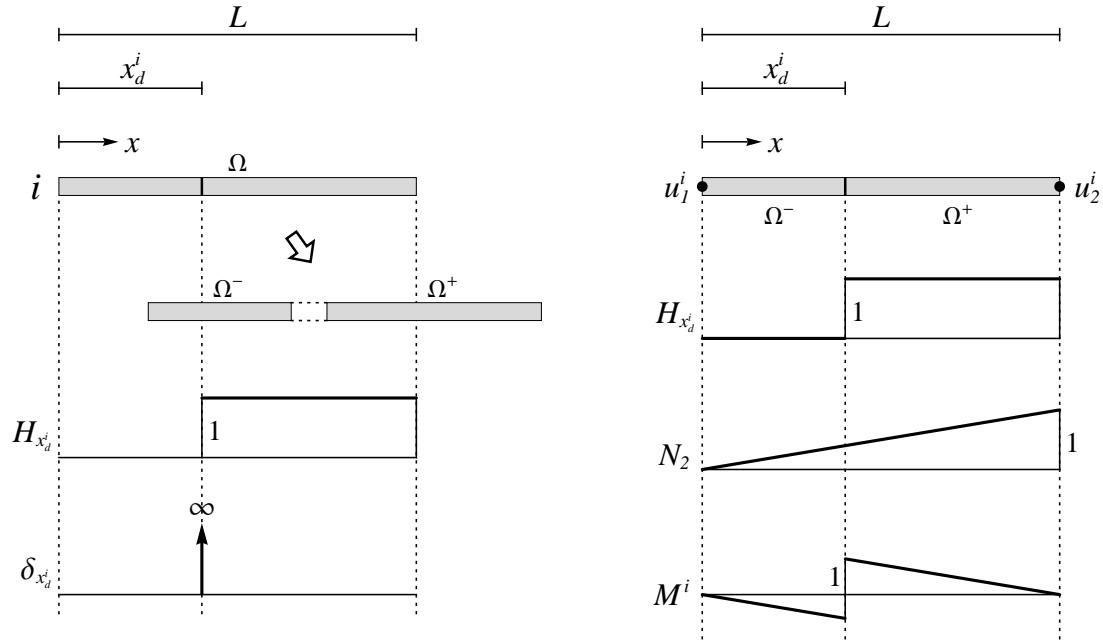 L
L
x_d^i
x_d^i
x
x
i
Ω
u_1^i
u_2^i
Ω^−
Ω^+
Ω^−
Ω^+
H_{x_d^i}
1
H_{x_d^i}
1
N_2
1
∞
δ_{x_d^i}
M^i
1